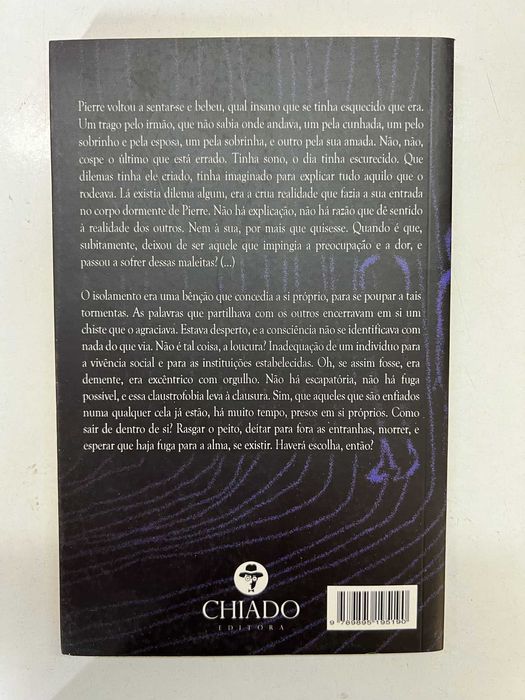 Pierre voltou a sentar-se e bebeu, qual insano que se tinha esquecido que era.
Um trago pelo irmão, que não sabia onde andava, um pela cunhada, um pelo
sobrinho e pela esposa, um pela sobrinha, e outro pela sua amada. Não, não,
cospe o último que está errado. Tinha sono, o dia tinha escurecido. Que
dilemas tinha ele criado, tinha imaginado para explicar tudo aquilo que o
rodeava. Lá existia dilema algum, era a crua realidade que fazia a sua entrada
no corpo dormente de Pierre. Não há explicação, não há razão que dê sentido
à realidade dos outros. Nem à sua, por mais que quisesse. Quando é que,
subitamente, deixou de ser aquele que impingia a preocupação e a dor, e
passou a sofrer dessas maleitas? (...)
O isolamento era uma bênção que concedia a si próprio, para se poupar a tais
tormentas. As palavras que partilhava com os outros encerravam em si um
chiste que o agraciava. Estava desperto, e a consciência não se identificava com
nada do que via. Não é tal coisa, a loucura? Inadequação de um indivíduo para
a vivência social e para as instituições estabelecidas. Oh, se assim fosse, era
demente, era excêntrico com orgulho. Não há escapatória, não há fuga
possível, e essa claustrofobia leva à clausura. Sim, que aqueles que são enfiados
numa qualquer cela já estão, há muito tempo, presos em si próprios. Como
sair de dentro de si? Rasgar o peito, deitar para fora as entranhas, morrer, e
esperar que haja fuga para a alma, se existir. Haverá escolha, então?
CHIADO
EDITORA
9 789895 195190